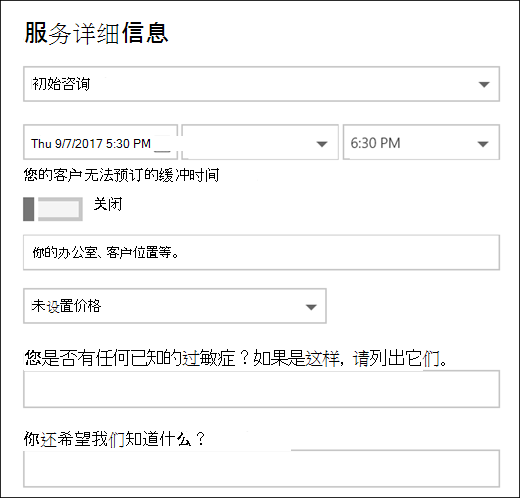 服务详细信息
初始咨询
Thu 9/7/2017 5:30 PM 6:30 PM
您的客户无法预订的缓冲时间
关闭
你的办公室、客户位置等。
未设置价格
您是否有任何已知的过敏症？如果是这样，请列出它们。
你还希望我们知道什么？